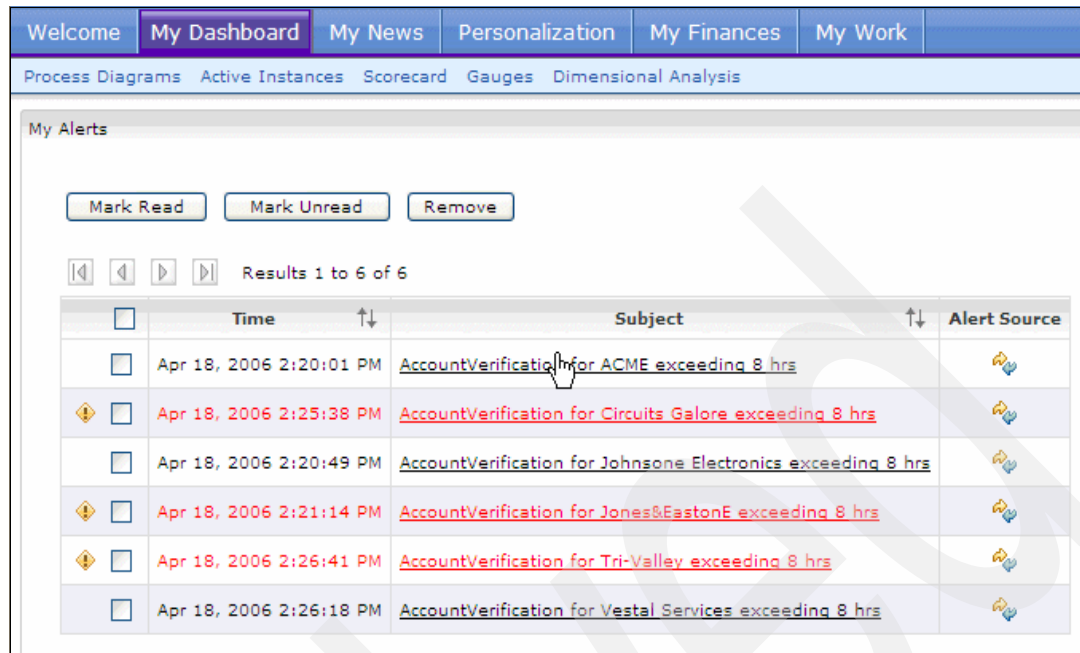 Welcome My Dashboard My News Personalization My Finances My Work
Process Diagrams Active Instances Scorecard Gauges Dimensional Analysis
My Alerts
Mark Read Mark Unread Remove
Results 1 to 6 of 6
Time Subject Alert Source
Apr 18, 2006 2:20:01 PM AccountVerification for ACME exceeding 8 hrs
Apr 18, 2006 2:25:38 PM AccountVerification for Circuits Galore exceeding 8 hrs
Apr 18, 2006 2:20:49 PM AccountVerification for Johnsone Electronics exceeding 8 hrs
Apr 18, 2006 2:21:14 PM AccountVerification for Jones&EastonE exceeding 8 hrs
Apr 18, 2006 2:26:41 PM AccountVerification for Tri-Valley exceeding 8 hrs
Apr 18, 2006 2:26:18 PM AccountVerification for Vestal Services exceeding 8 hrs